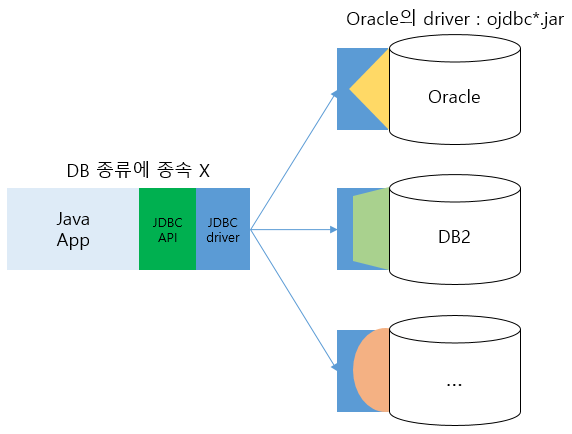 Oracle의 driver : ojdbc*.jar
Oracle
DB 종류에 종속 X
Java
App
JDBC
API
JDBC
driver
DB2
...